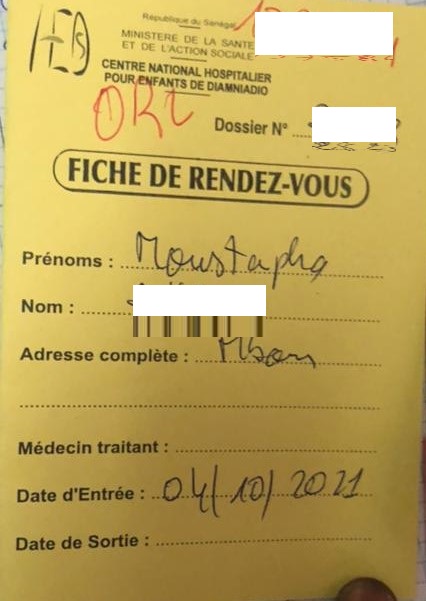 République du Sénégal
MINISTERE DE LA SANTE
ET DE L'ACTION SOCIALE
CENTRE NATIONAL HOSPITALIER
POUR ENFANTS DE DIAMNIADIO
Dossier N°
FICHE DE RENDEZ-VOUS
Prénoms : Moustapha
Nom :
Adresse complète :
Médecin traitant :
Date d'Entrée : 04/10/2021
Date de Sortie :